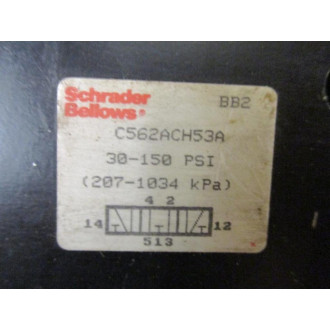 Schrader
Bellows®
BB2
C562ACH53A
30-150 PSI
(207-1034 kPa)
4 2
14 12
513